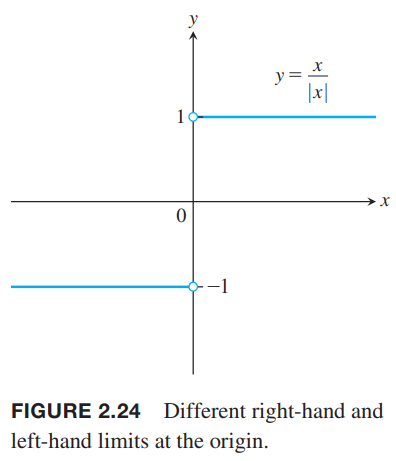 y
y = x/|x|
1
x
0
−1
FIGURE 2.24 Different right-hand and
left-hand limits at the origin.